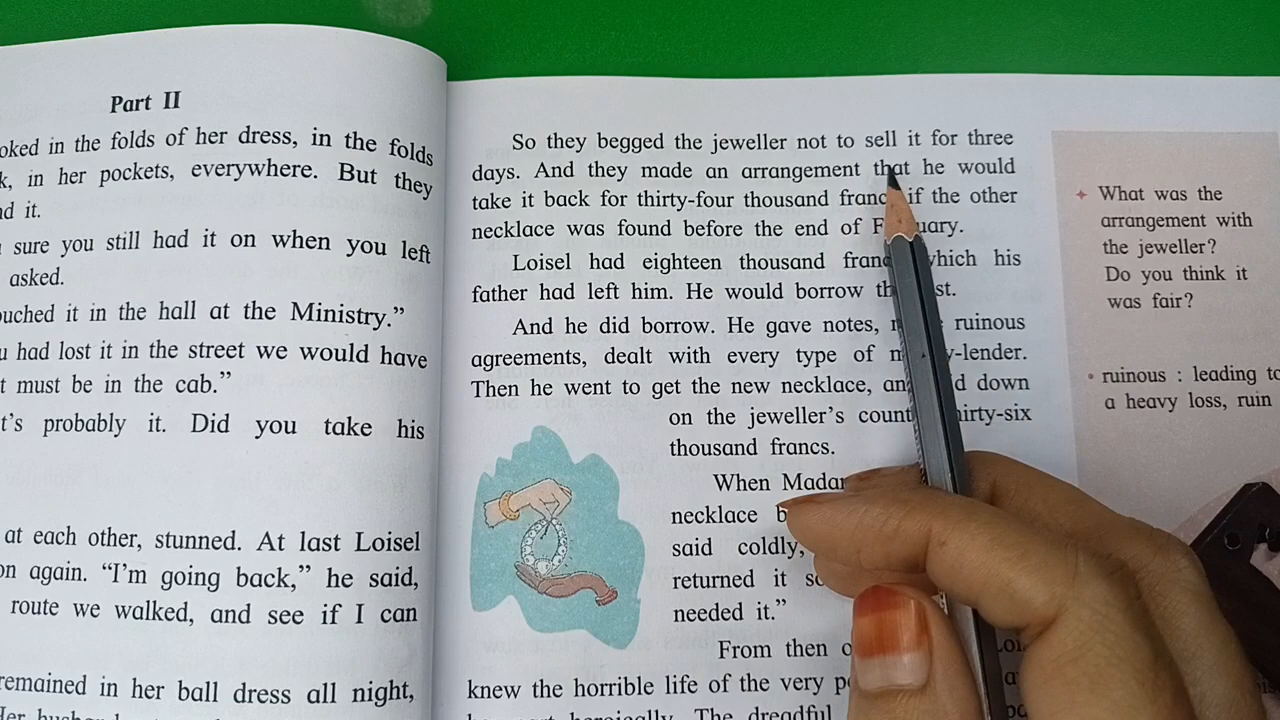 Part II
oked in the folds of her dress, in the folds
k, in her pockets, everywhere. But they
nd it.
sure you still had it on when you left
asked.
ouched it in the hall at the Ministry.”
u had lost it in the street we would have
t must be in the cab.”
t’s probably it. Did you take his
at each other, stunned. At last Loisel
on again. “I’m going back,” he said,
route we walked, and see if I can
remained in her ball dress all night,
So they begged the jeweller not to sell it for three
days. And they made an arrangement that he would
take it back for thirty-four thousand franc if the other
necklace was found before the end of F uary.
Loisel had eighteen thousand franc which his
father had left him. He would borrow th st.
And he did borrow. He gave notes, ruinous
agreements, dealt with every type of m y-lender.
Then he went to get the new necklace, an d down
on the jeweller’s count hirty-six
thousand francs.
When Madam
necklace b
said coldly,
returned it so
needed it.”
From then o Loi
knew the horrible life of the very po
The dreadful
What was the
arrangement with
the jeweller?
Do you think it
was fair?
• ruinous : leading to
a heavy loss, ruin